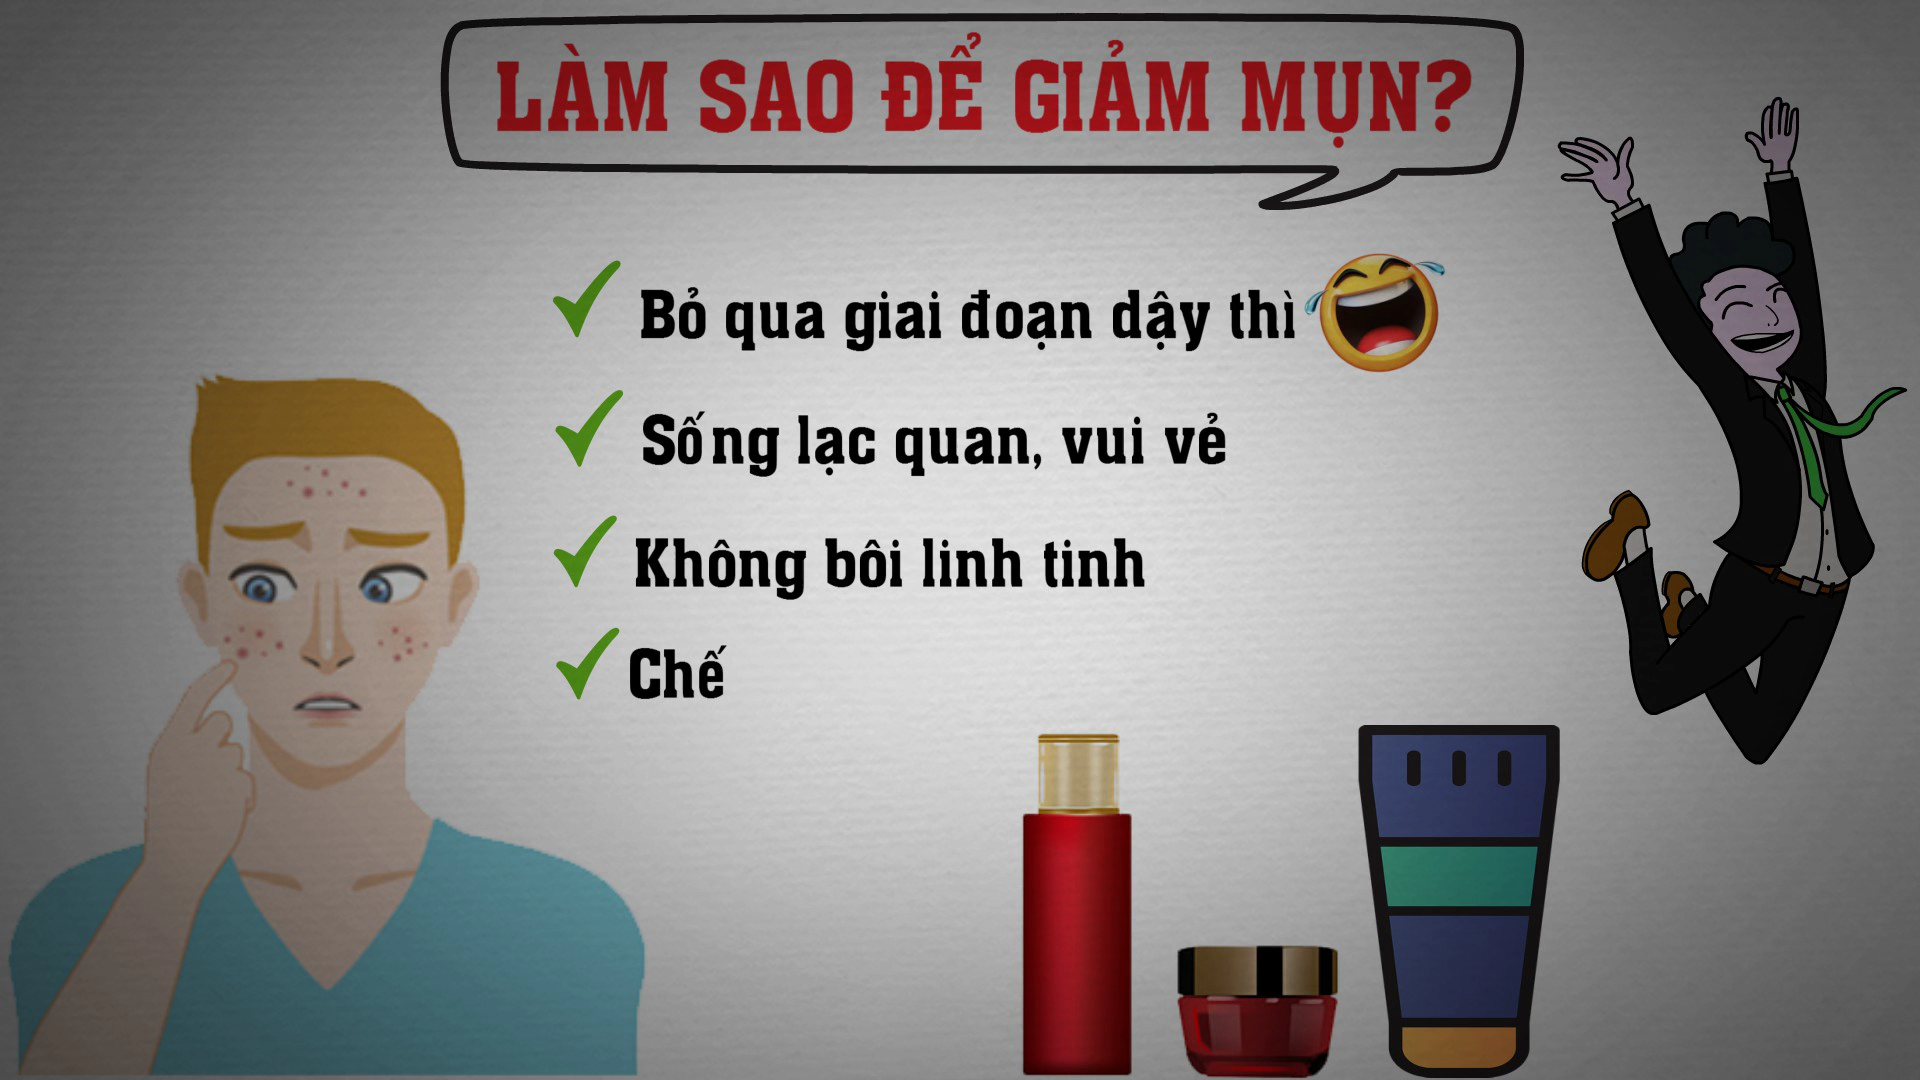 LÀM SAO ĐỂ GIẢM MỤN?
Bỏ qua giai đoạn dậy thì
Sống lạc quan, vui vẻ
Không bôi linh tinh
Chế